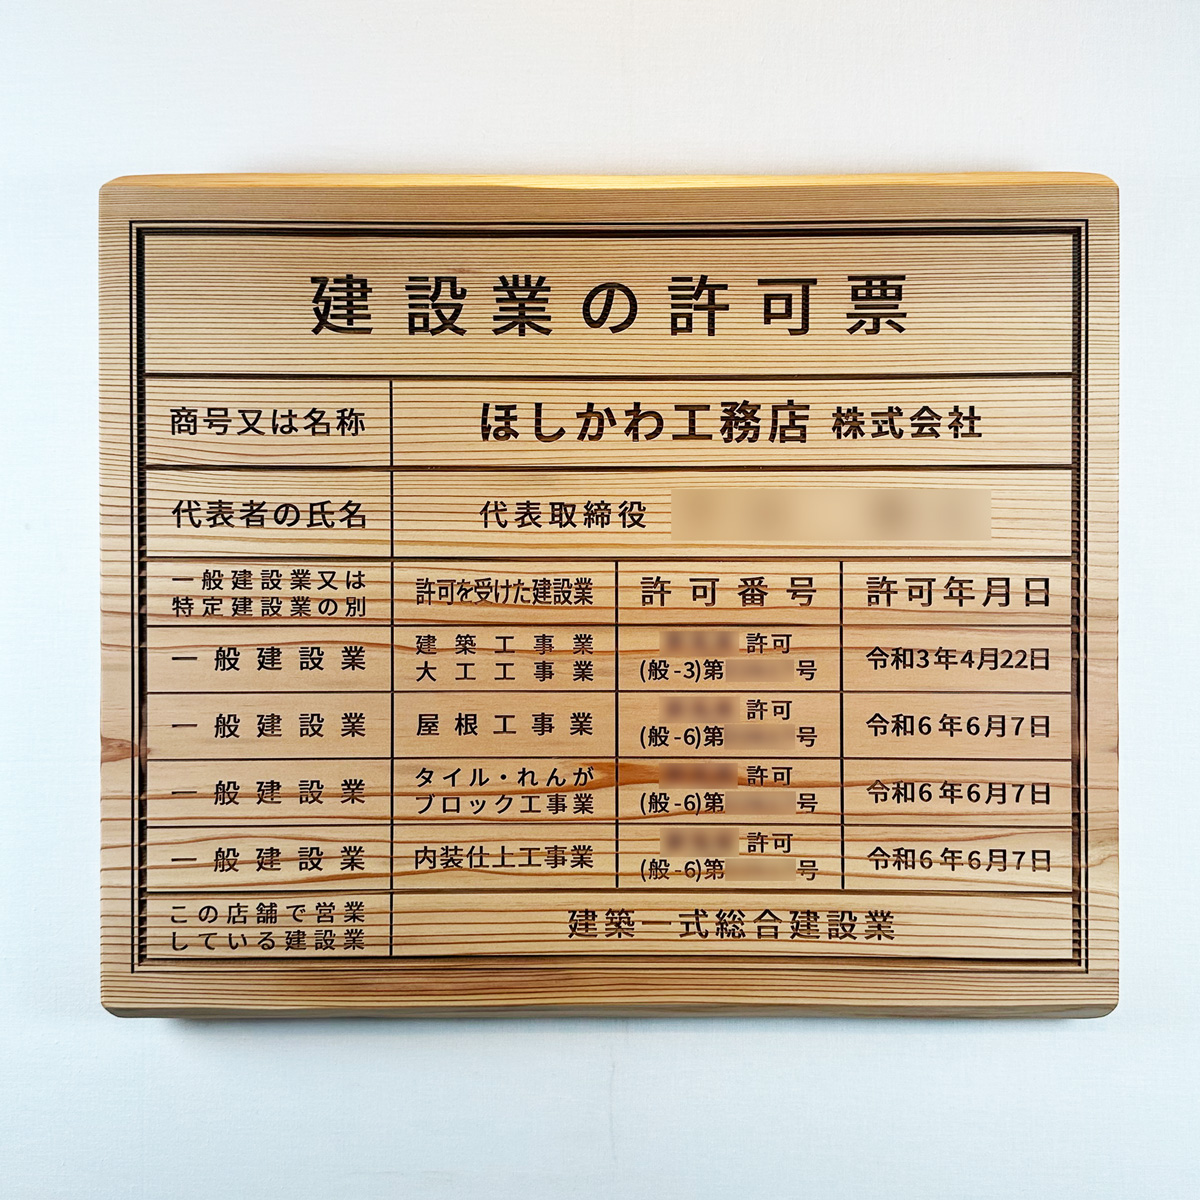 建設業の許可票
商号又は名称
ほしかわ工務店 株式会社
代表者の氏名
代表取締役
一般建設業又は
特定建設業の別
許可を受けた建設業
許可番号
許可年月日
一般建設業
建築工事業
大工工事業
許可
(般-3)第 号
令和3年4月22日
一般建設業
屋根工事業
許可
(般-6)第 号
令和6年6月7日
一般建設業
タイル・れんが
ブロック工事業
許可
(般-6)第 号
令和6年6月7日
一般建設業
内装仕上工事業
許可
(般-6)第 号
令和6年6月7日
この店舗で営業
している建設業
建築一式総合建設業